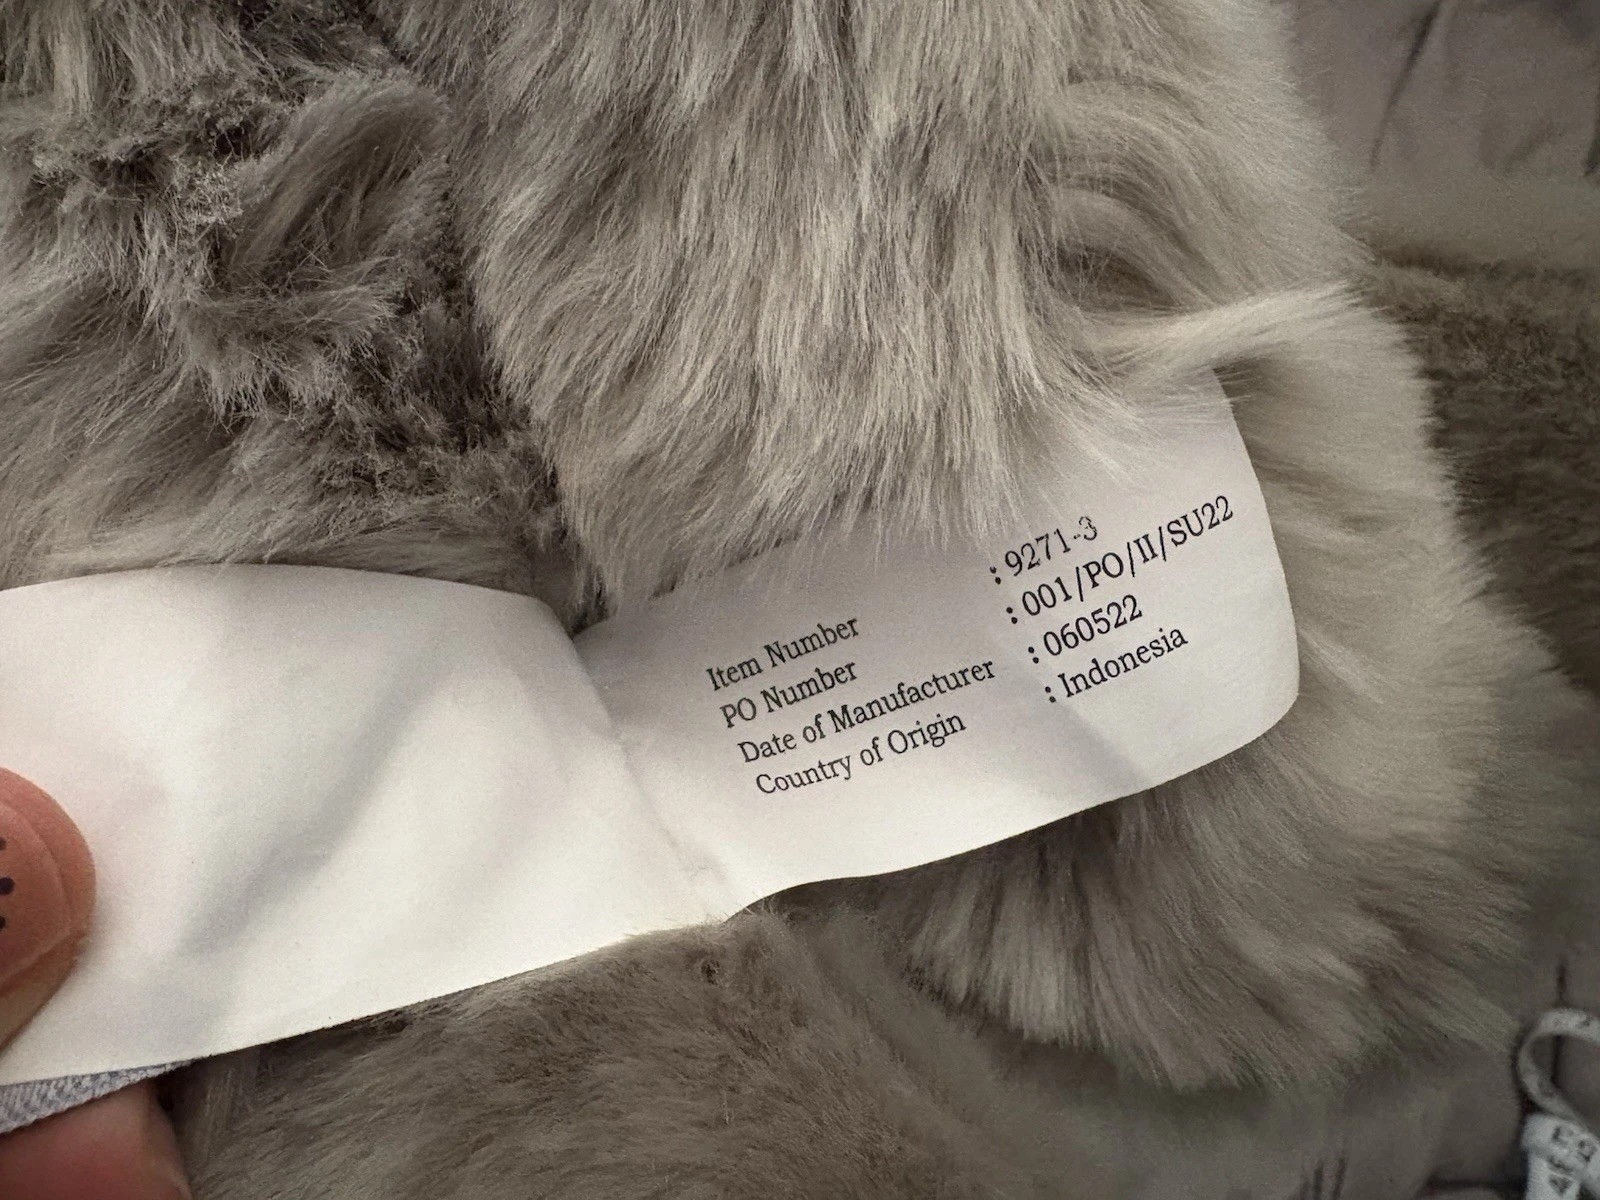 Item Number : 9271-3
PO Number : 001/PO/II/SU22
Date of Manufacturer : 060522
Country of Origin : Indonesia